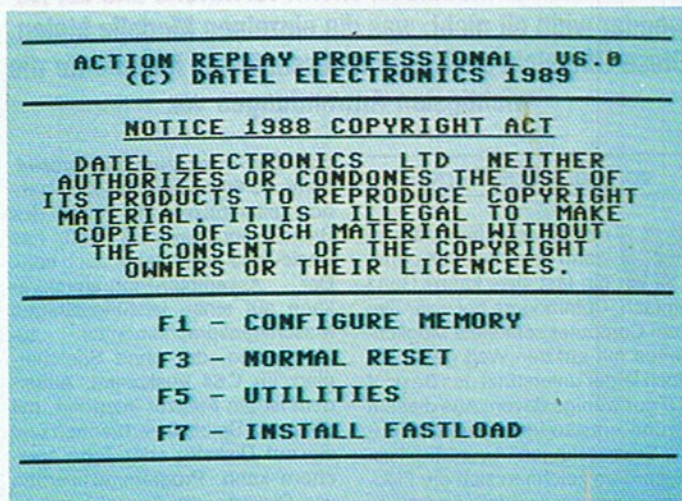 ACTION REPLAY PROFESSIONAL V6.0
(C) DATEL ELECTRONICS 1989
NOTICE 1988 COPYRIGHT ACT
DATEL ELECTRONICS LTD NEITHER
AUTHORIZES OR CONDONES THE USE OF
ITS PRODUCTS TO REPRODUCE COPYRIGHT
MATERIAL. IT IS ILLEGAL TO MAKE
COPIES OF SUCH MATERIAL WITHOUT
THE CONSENT OF THE COPYRIGHT
OWNERS OR THEIR LICENCEES.
F1 - CONFIGURE MEMORY
F3 - NORMAL RESET
F5 - UTILITIES
F7 - INSTALL FASTLOAD